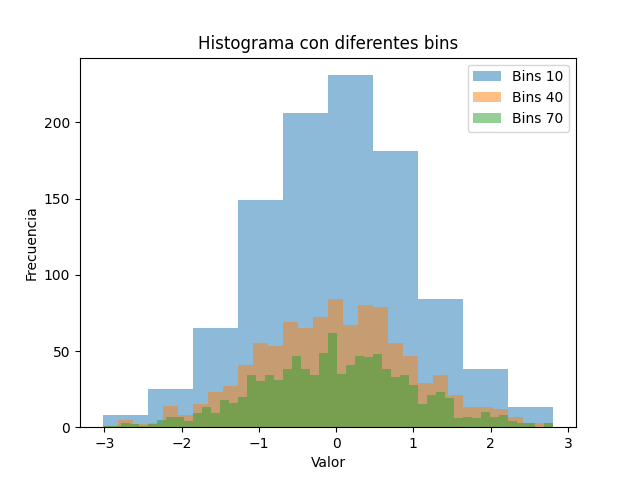 Histograma con diferentes bins
Bins 10
Bins 40
Bins 70
Frecuencia
200
150
100
50
0
−3
−2
−1
0
1
2
3
Valor